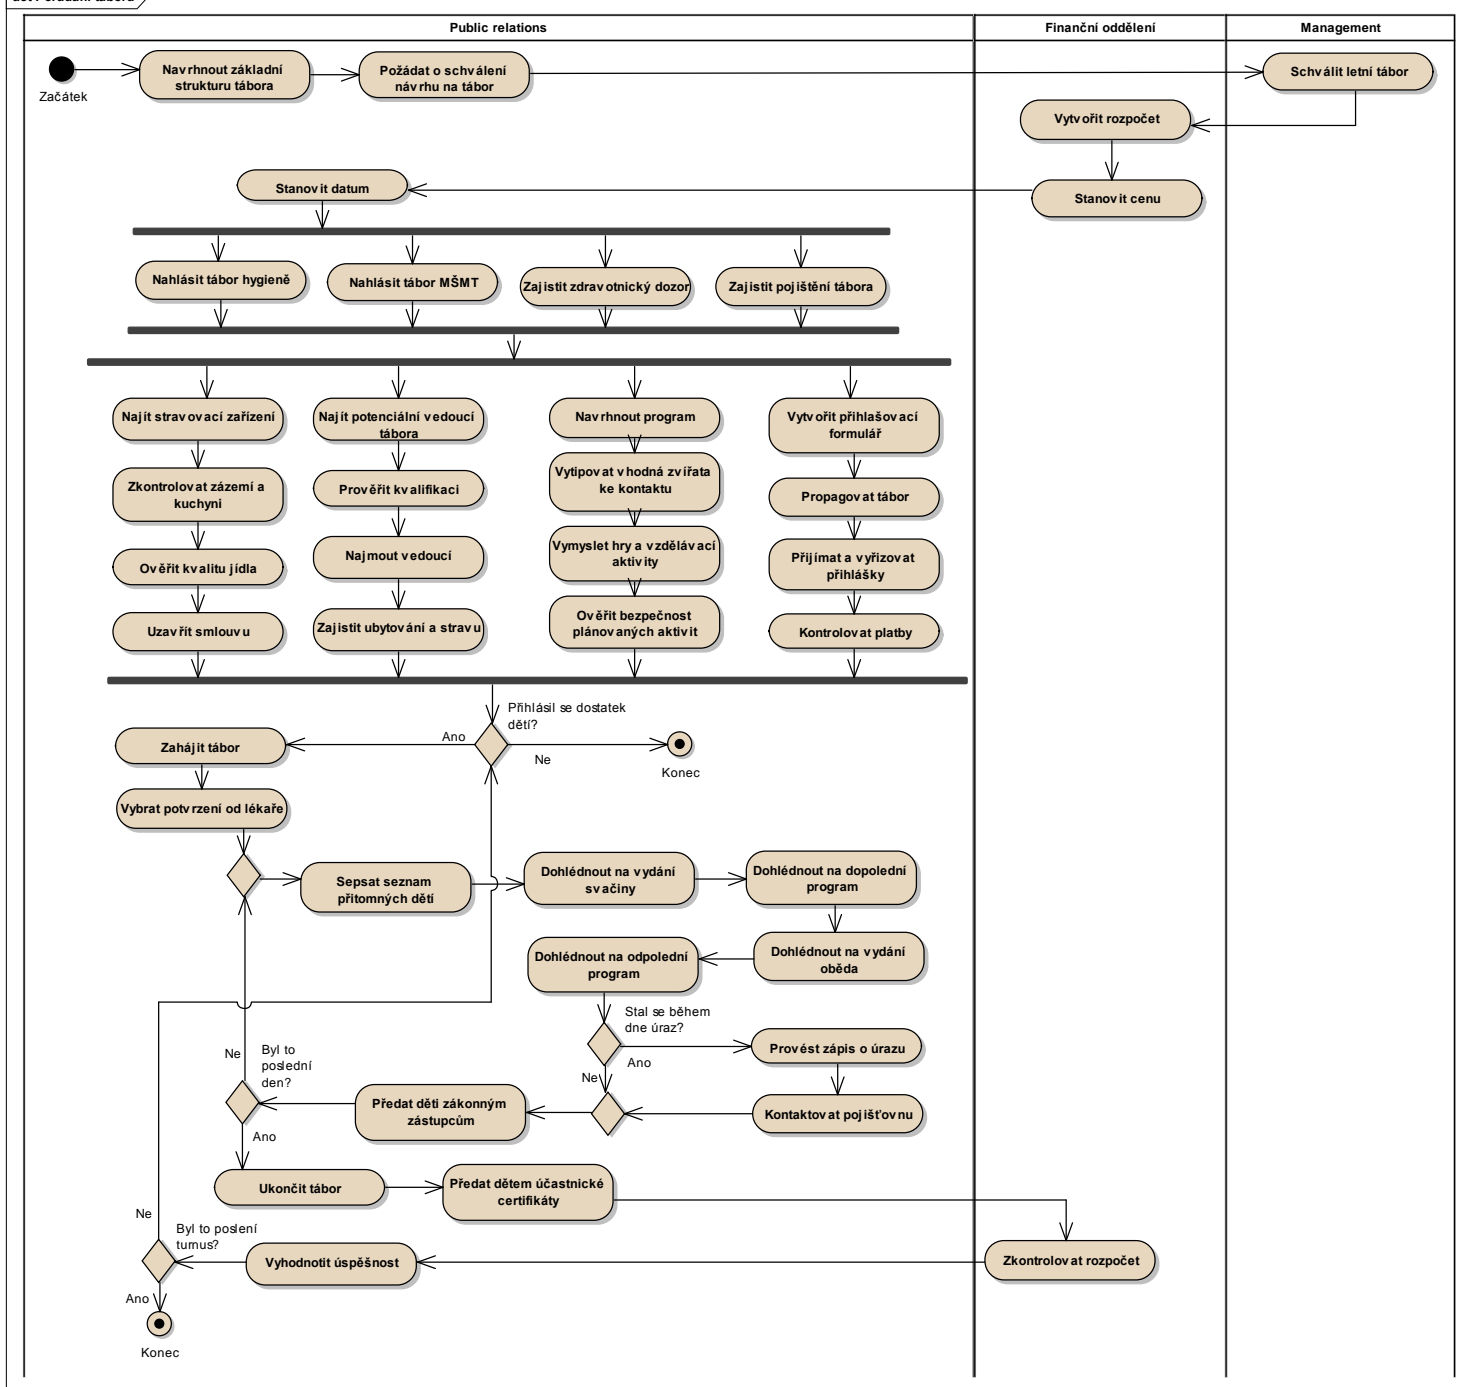 Public relations
Finanční oddělení
Management
Začátek
Navrhnout základní
strukturu tábora
Požádat o schválení
návrhu na tábor
Schválit letní tábor
Vytvořit rozpočet
Stanovit cenu
Stanovit datum
Nahlásit tábor hygieně
Nahlásit tábor MŠMT
Zajistit zdravotnický dozor
Zajistit pojištění tábora
Najít stravovací zařízení
Najít potenciální vedoucí
tábora
Navrhnout program
Vytvořit přihlašovací
formulář
Zkontrolovat zázemí a
kuchyni
Prověřit kvalifikaci
Vytipovat vhodná zvířata
ke kontaktu
Propagovat tábor
Ověřit kvalitu jídla
Najmout vedoucí
Vymyslet hry a vzdělávací
aktivity
Přijímat a vyřizovat
přihlášky
Uzavřít smlouvu
Zajistit ubytování a stravu
Ověřit bezpečnost
plánovaných aktivit
Kontrolovat platby
Přihlásil se dostatek
dětí?
Ano
Ne
Konec
Zahájit tábor
Vybrat potvrzení od lékaře
Sepsat seznam
přitomných dětí
Dohlédnout na vydání
svačiny
Dohlédnout na dopolední
program
Dohlédnout na vydání
oběda
Dohlédnout na odpolední
program
Stal se během
dne úraz?
Ano
Ne
Provést zápis o úrazu
Kontaktovat pojišťovnu
Předat děti zákonným
zástupcům
Byl to
poslední
den?
Ne
Ano
Ukončit tábor
Předat dětem účastnické
certifikáty
Zkontrolovat rozpočet
Vyhodnotit úspěšnost
Byl to poslení
turnus?
Ne
Ano
Konec